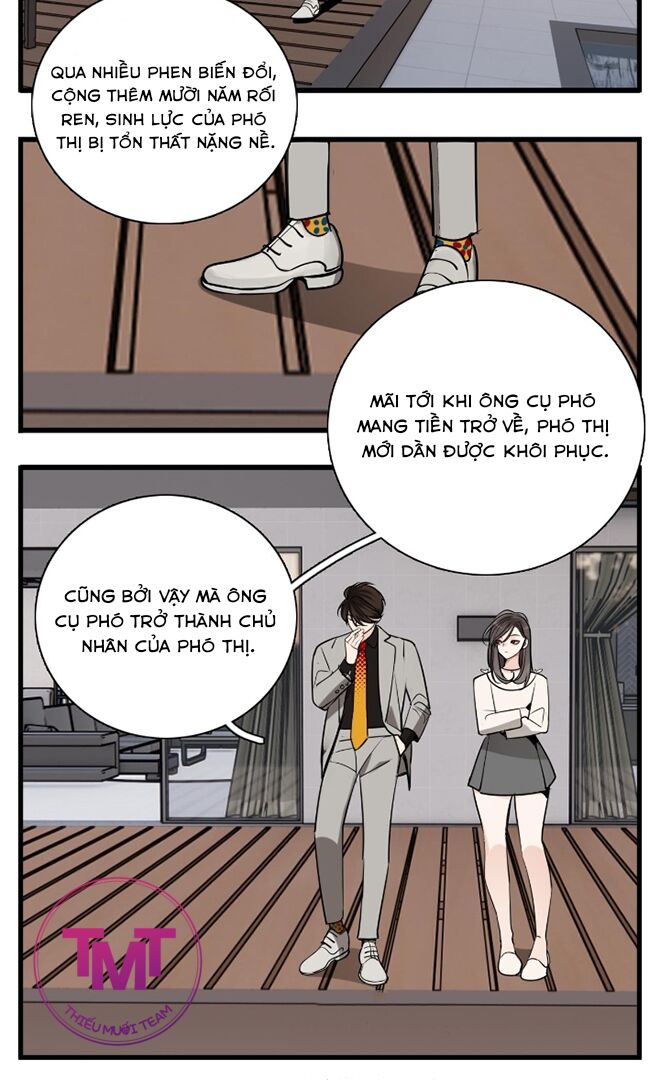 QUA NHIỀU PHEN BIẾN ĐỔI,
CỘNG THÊM MƯỜI NĂM RỐI
REN, SINH LỰC CỦA PHÓ
THỊ BỊ TỔN THẤT NẶNG NỀ.
MÃI TỚI KHI ÔNG CỤ PHÓ
MANG TIỀN TRỞ VỀ, PHÓ THỊ
MỚI DẦN ĐƯỢC KHÔI PHỤC.
CŨNG BỞI VẬY MÀ ÔNG
CỤ PHÓ TRỞ THÀNH CHỦ
NHÂN CỦA PHÓ THỊ.
TMT
THIẾU MUỐI TEAM